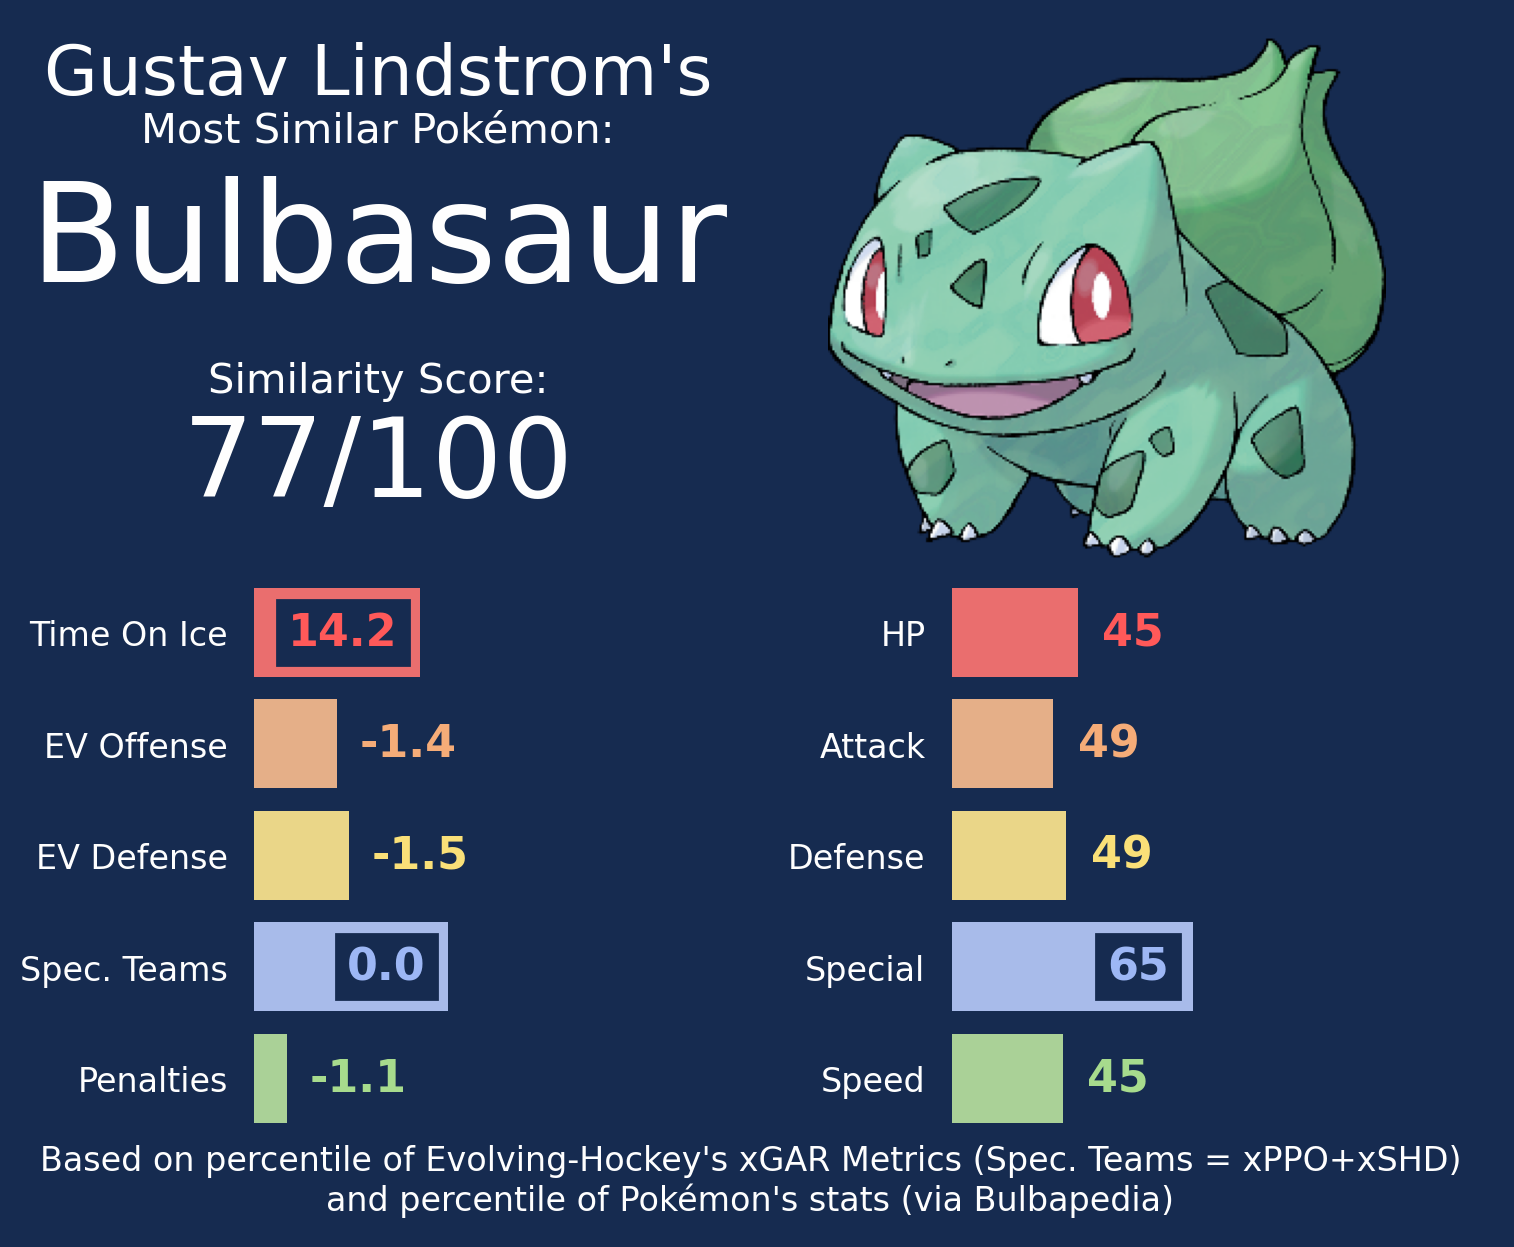 Gustav Lindstrom's
Most Similar Pokémon:
Bulbasaur
Similarity Score:
77/100
Time On Ice 14.2
EV Offense -1.4
EV Defense -1.5
Spec. Teams 0.0
Penalties -1.1
HP 45
Attack 49
Defense 49
Special 65
Speed 45
Based on percentile of Evolving-Hockey's xGAR Metrics (Spec. Teams = xPPO+xSHD)
and percentile of Pokémon's stats (via Bulbapedia)